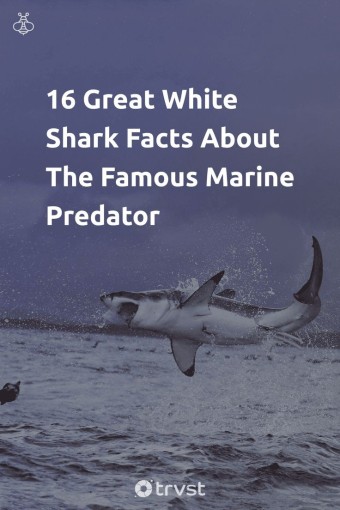 16 Great White
Shark Facts About
The Famous Marine
Predator
trvst